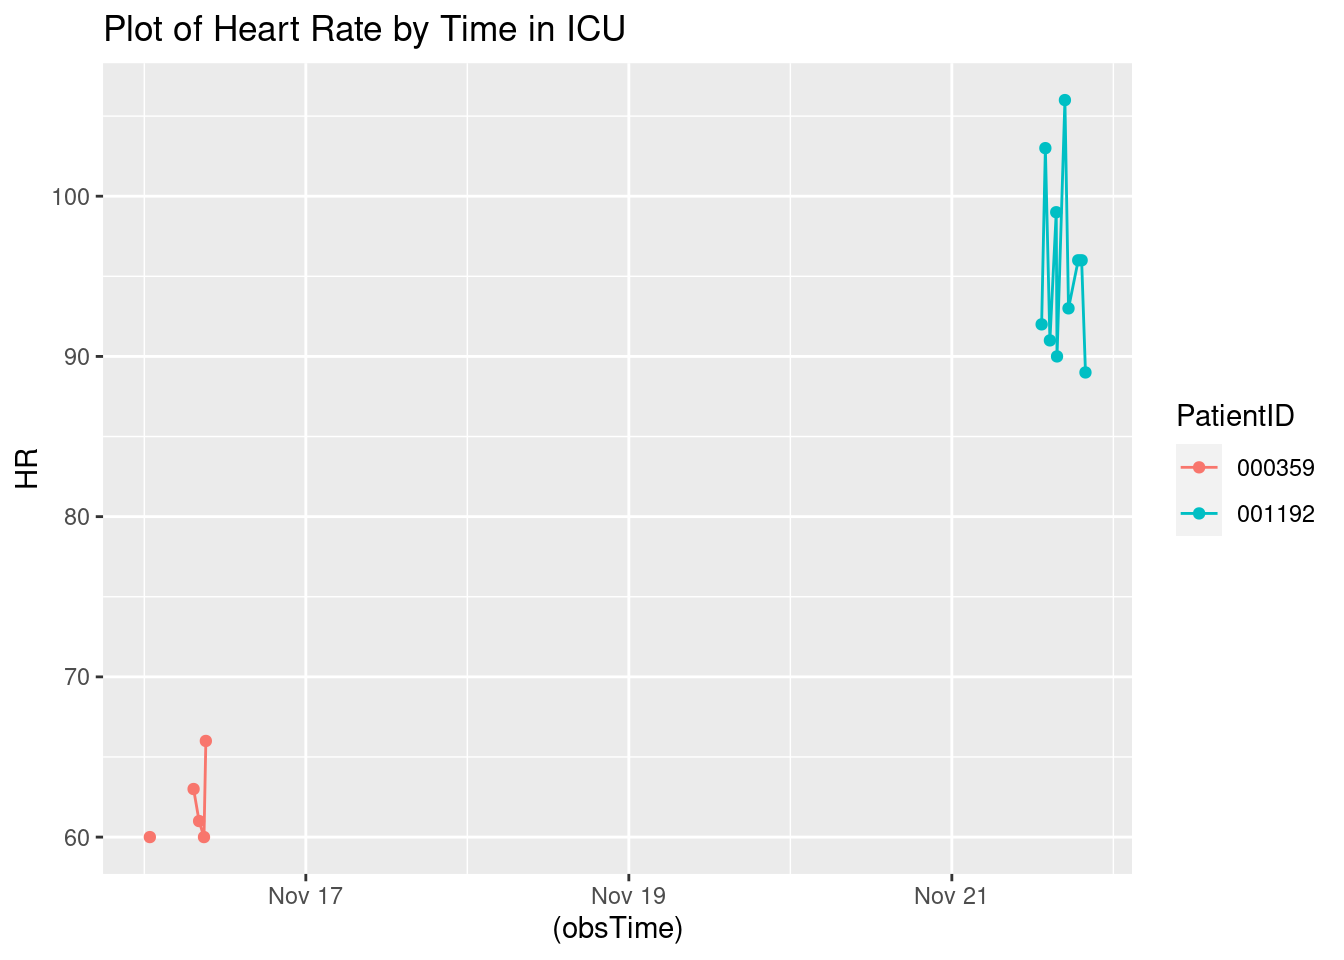 Plot of Heart Rate by Time in ICU
100
90
80
70
60
HR
Nov 17
Nov 19
Nov 21
(obsTime)
PatientID
000359
001192